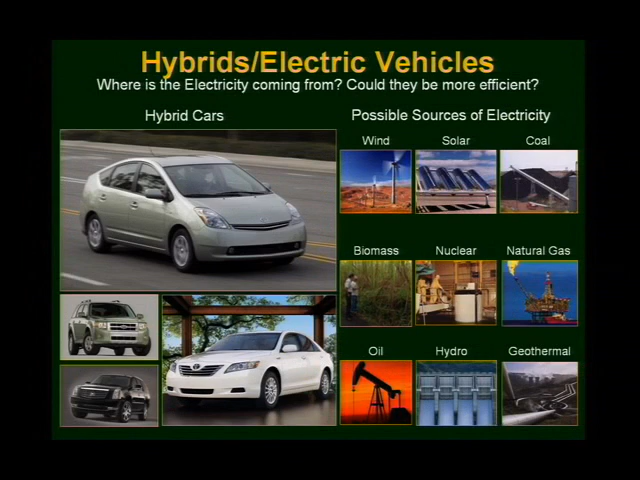 Hybrids/Electric Vehicles
Where is the Electricity coming from? Could they be more efficient?
Hybrid Cars
Possible Sources of Electricity
Wind
Solar
Coal
Biomass
Nuclear
Natural Gas
Oil
Hydro
Geothermal